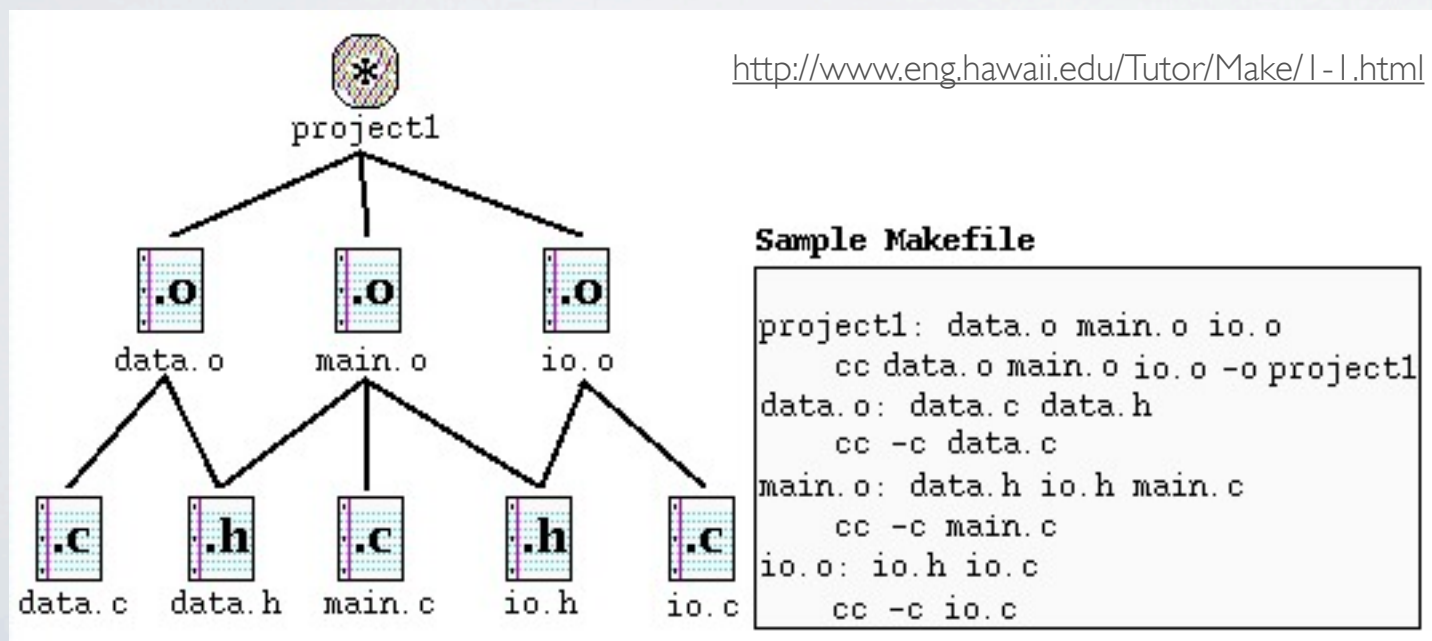 http://www.eng.hawaii.edu/Tutor/Make/1-1.html
*
project1
.o .o .o
data.o main.o io.o
.c .h .c .h .c
data.c data.h main.c io.h io.c
Sample Makefile
project1: data.o main.o io.o
cc data.o main.o io.o -o project1
data.o: data.c data.h
cc -c data.c
main.o: data.h io.h main.c
cc -c main.c
io.o: io.h io.c
cc -c io.c